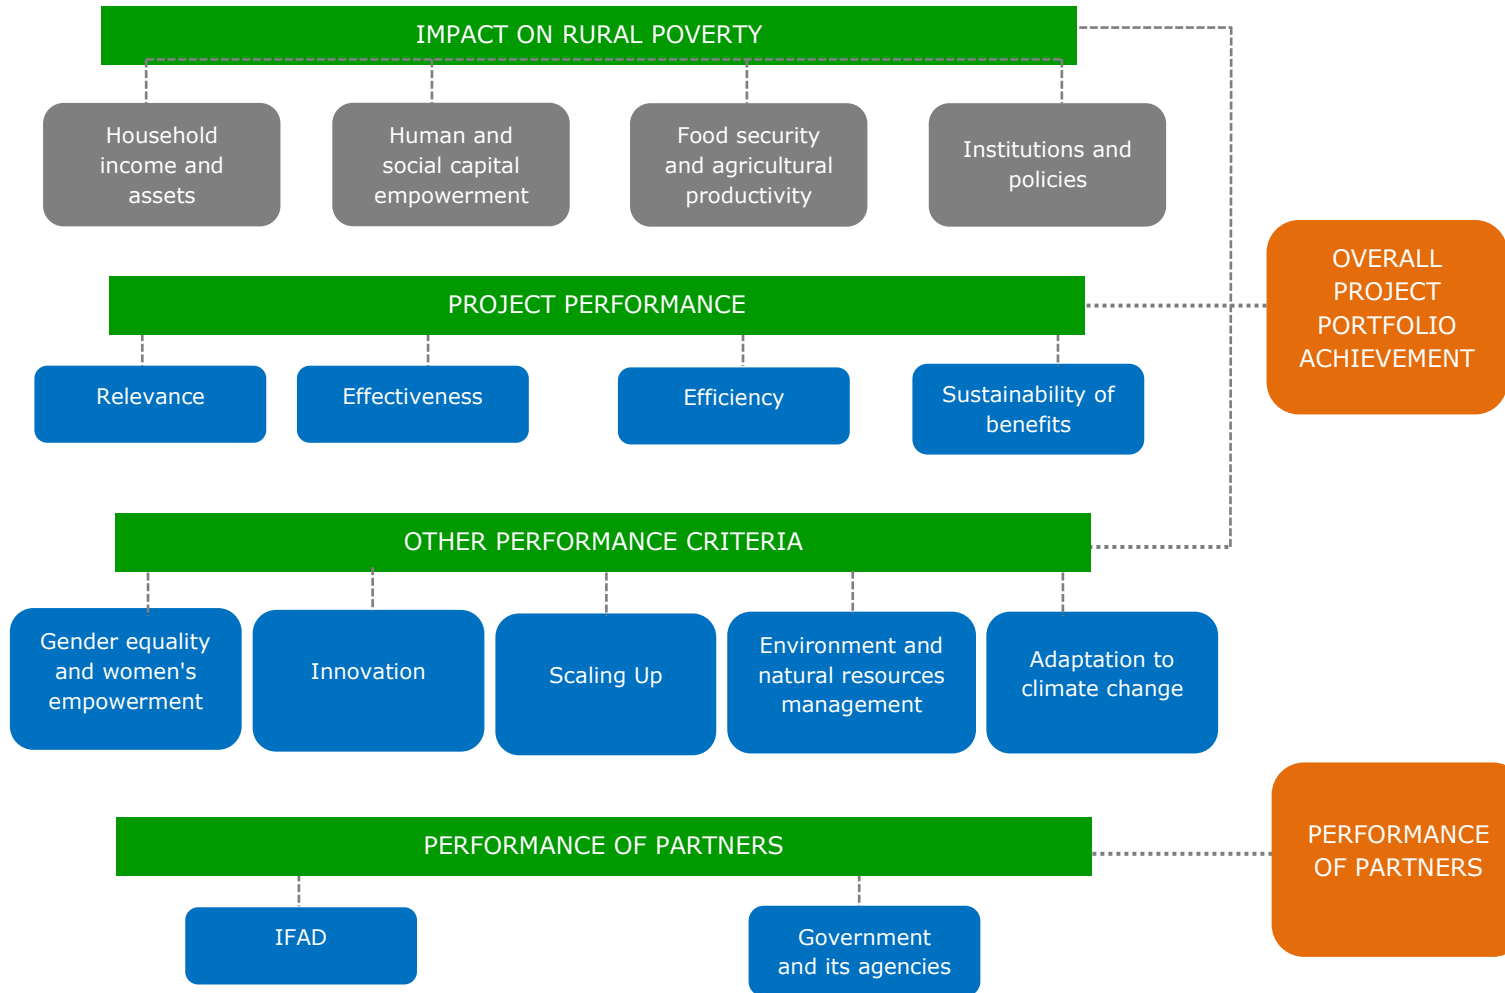 IMPACT ON RURAL POVERTY
Household
income and
assets
Human and
social capital
empowerment
Food security
and agricultural
productivity
Institutions and
policies
OVERALL
PROJECT
PORTFOLIO
ACHIEVEMENT
PROJECT PERFORMANCE
Relevance
Effectiveness
Efficiency
Sustainability of
benefits
OTHER PERFORMANCE CRITERIA
Gender equality
and women's
empowerment
Innovation
Scaling Up
Environment and
natural resources
management
Adaptation to
climate change
PERFORMANCE OF PARTNERS
PERFORMANCE
OF PARTNERS
IFAD
Government
and its agencies